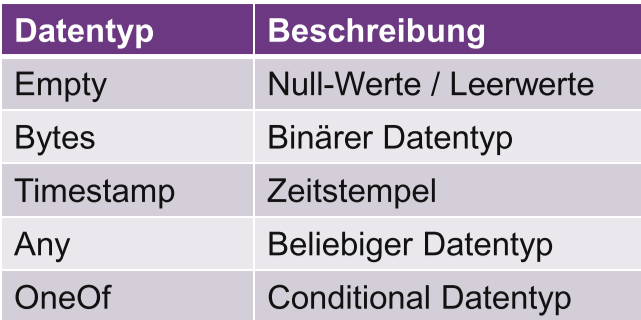 Datentyp Beschreibung
Empty Null-Werte / Leerwerte
Bytes Binärer Datentyp
Timestamp Zeitstempel
Any Beliebiger Datentyp
OneOf Conditional Datentyp